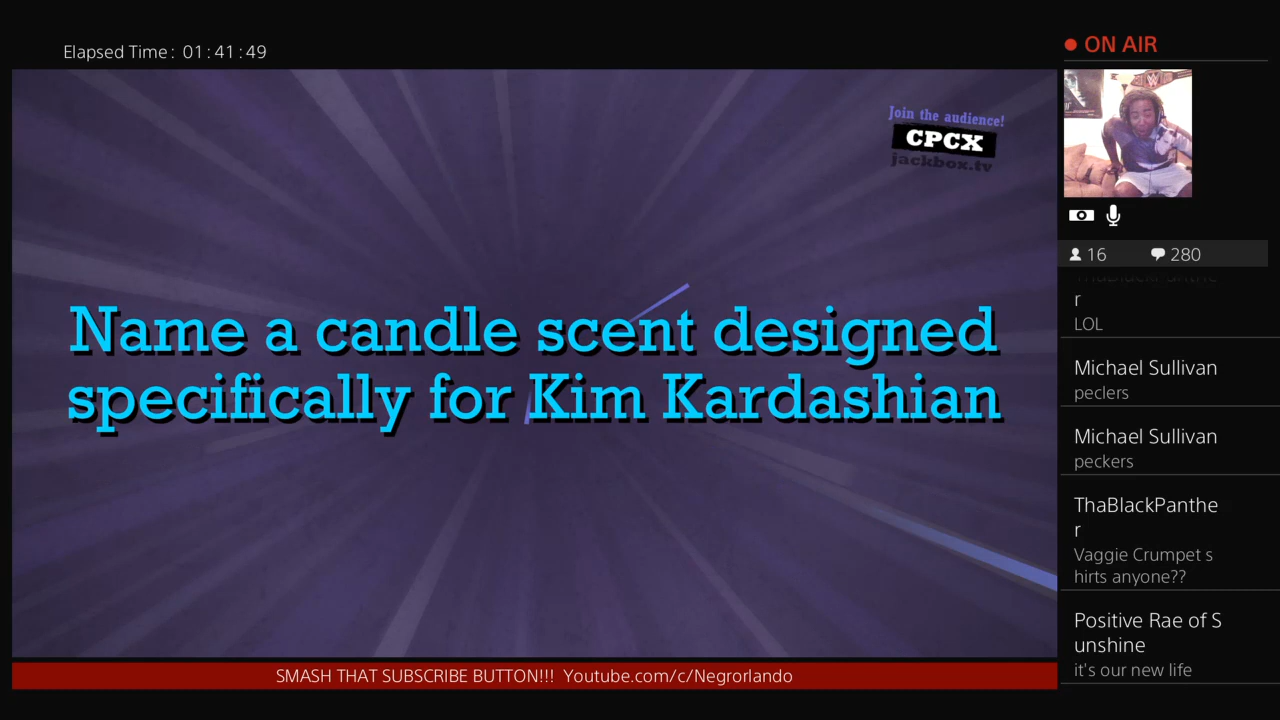 Elapsed Time: 01:41:49
ON AIR
Join the audience!
CPCX
jackbox.tv
Name a candle scent designed
specifically for Kim Kardashian
16 280
r
LOL
Michael Sullivan
peclers
Michael Sullivan
peckers
ThaBlackPanthe
r
Vaggie Crumpet s
hirts anyone??
Positive Rae of S
unshine
it's our new life
SMASH THAT SUBSCRIBE BUTTON!!! Youtube.com/c/Negrorlando